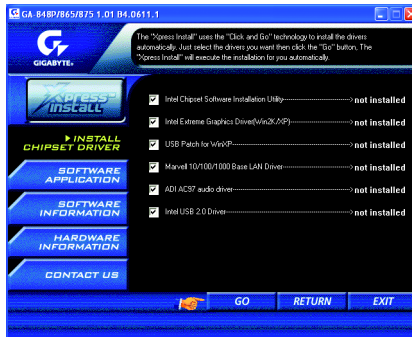 GA-848P/865/875 1.01 B4.0611.1
GIGABYTE.
The "Xpress Install" uses the "Click and Go" technology to install the drivers
automatically. Just select the drivers you want then click the "Go" button. The
"Xpress Install" will execute the installation for you automatically.
Xpress
Install
INSTALL
CHIPSET DRIVER
SOFTWARE
APPLICATION
SOFTWARE
INFORMATION
HARDWARE
INFORMATION
CONTACT US
Intel Chipset Software Installation Utility not installed
Intel Extreme Graphics Driver(Win2K/XP) not installed
USB Patch for WinXP not installed
Marvell 10/100/1000 Base LAN Driver not installed
ADI AC97 audio driver not installed
Intel USB 2.0 Driver not installed
GO RETURN EXIT